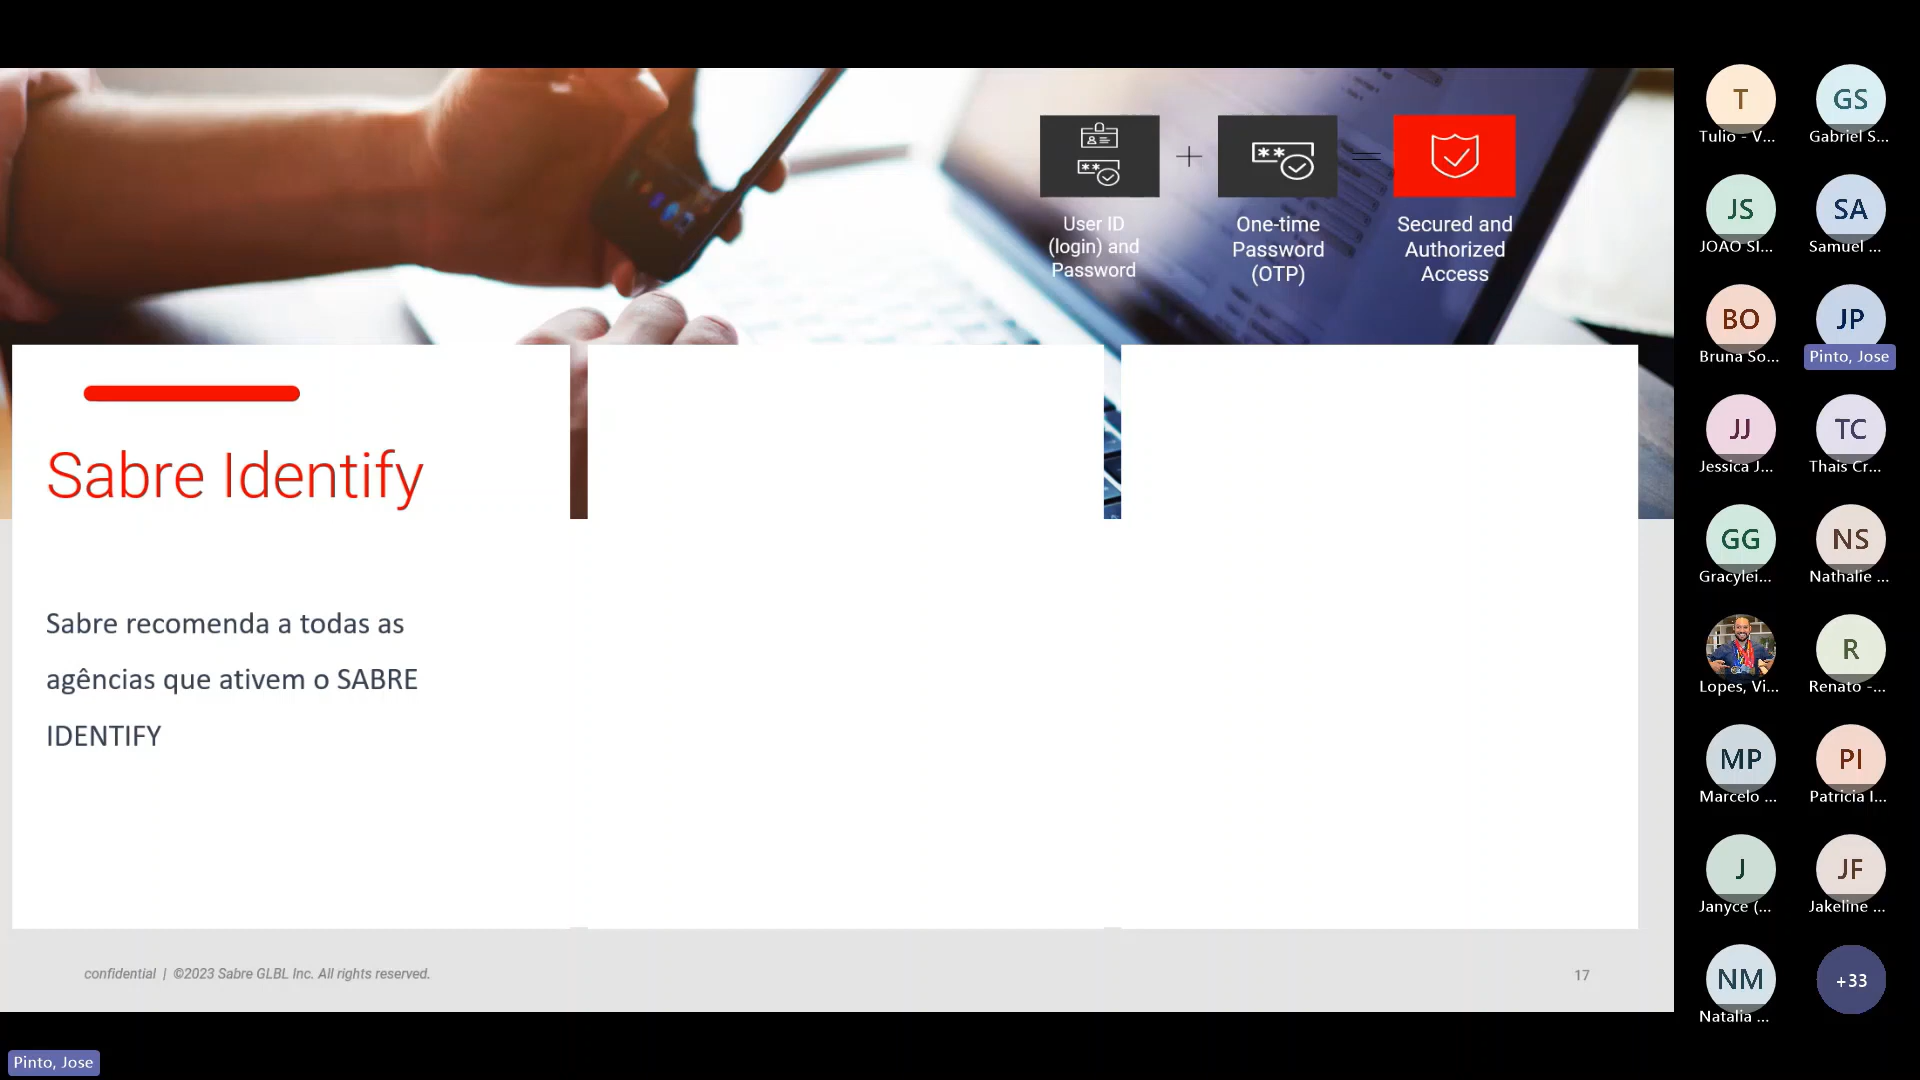 User ID
(login) and
Password
+
One-time
Password
(OTP)
=
Secured and
Authorized
Access
Sabre Identify
Sabre recomenda a todas as
agências que ativem o SABRE
IDENTIFY
confidential | ©2023 Sabre GLBL Inc. All rights reserved.
17
T
Tulio - V...
GS
Gabriel S...
JS
JOAO SI...
SA
Samuel ...
BO
Bruna So...
JP
Pinto, Jose
JJ
Jessica J...
TC
Thais Cr...
GG
Gracylei...
NS
Nathalie ...
Lopes, Vi...
R
Renato -...
MP
Marcelo ...
PI
Patricia I...
J
Janyce (...
JF
Jakeline ...
NM
Natalia ...
+33
Pinto, Jose